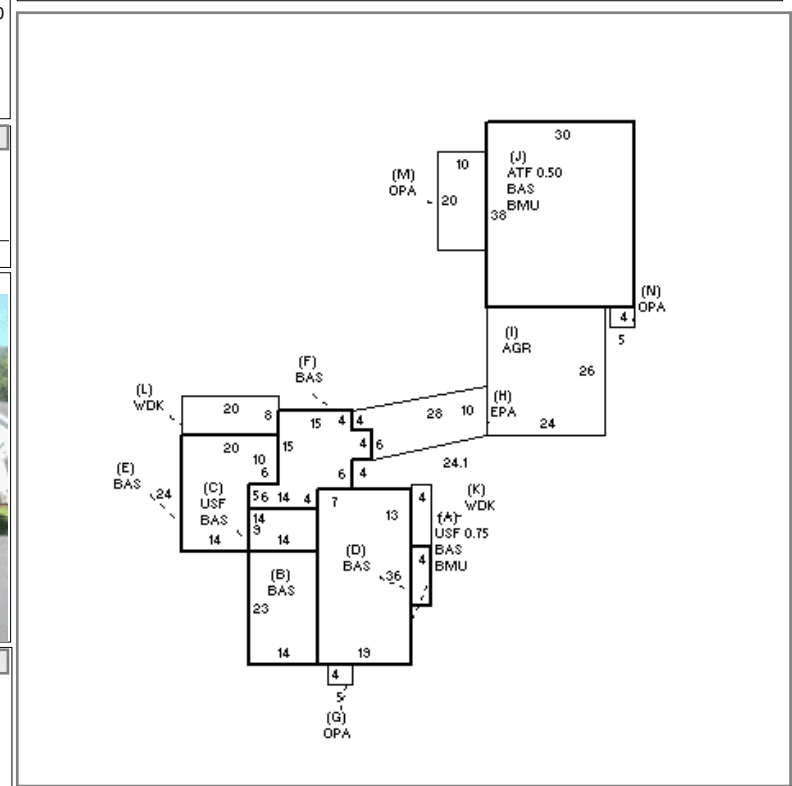 30
10
(J)
ATF 0.50
BAS
BMU
(M)
OPA
20
38
(N)
OPA
4
5
(I)
AGR
26
(F)
BAS
(L)
WDK
20
8
15
4
4
28
10
(H)
EPA
24
20
15
4
6
10
6
6
4
24.1
(E)
BAS
24
(C)
USF
BAS
5
6
14
4
7
4
(K)
WDK
14
9
13
(A)
USF 0.75
BAS
BMU
14
14
(D)
BAS
4
(B)
BAS
36
23
14
19
4
5
(G)
OPA